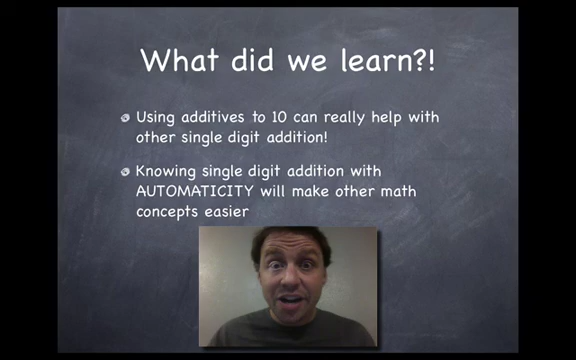 What did we learn?!
Using additives to 10 can really help with
other single digit addition!
Knowing single digit addition with
AUTOMATICITY will make other math
concepts easier